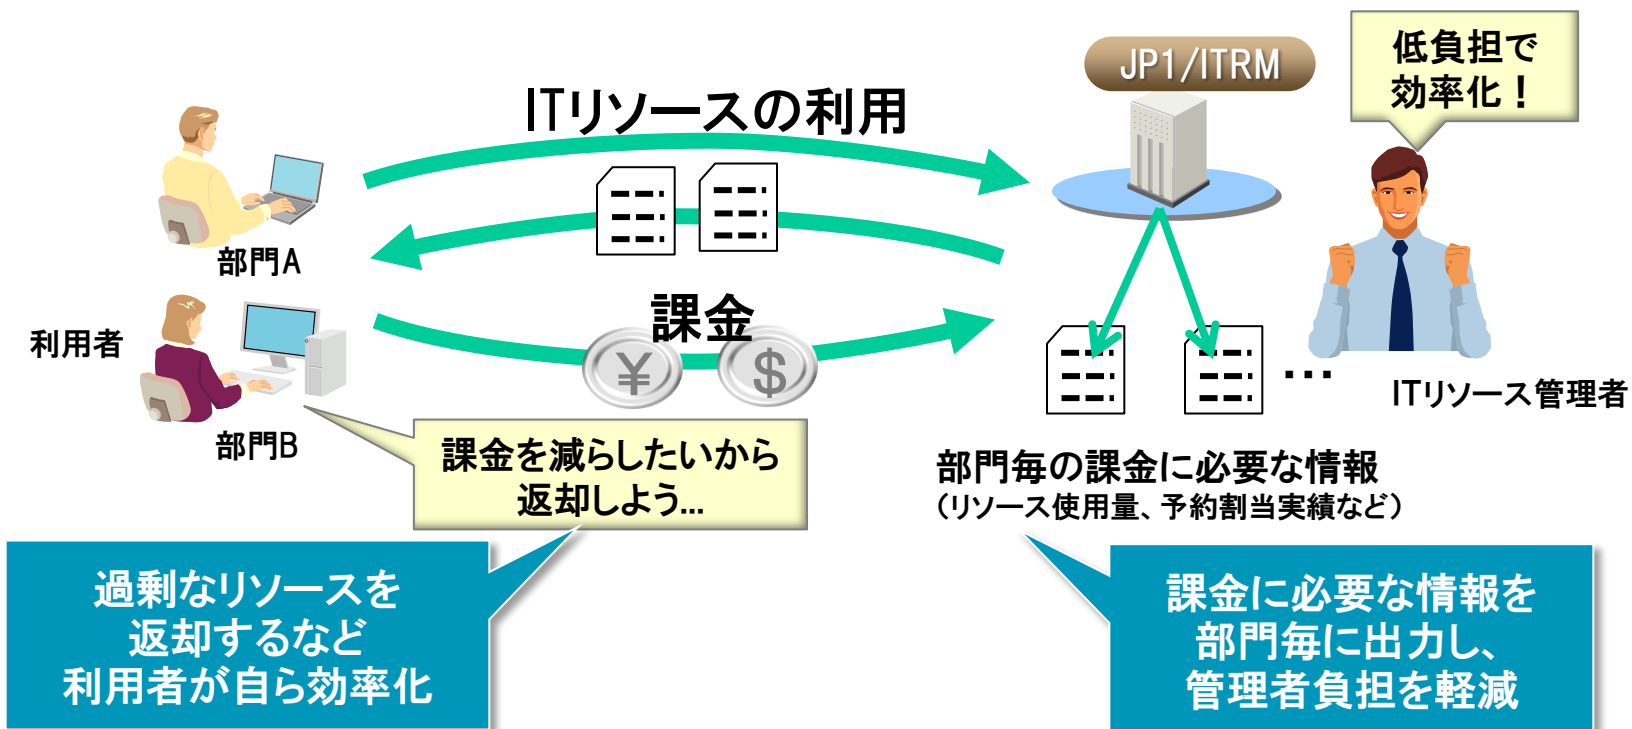 JP1/ITRM
低負担で
効率化！
ITリソースの利用
部門A
課金
利用者
¥
$
部門B
…
ITリソース管理者
課金を減らしたいから
返却しよう...
部門毎の課金に必要な情報
（リソース使用量、予約割当実績など）
過剰なリソースを
返却するなど
利用者が自ら効率化
課金に必要な情報を
部門毎に出力し、
管理者負担を軽減